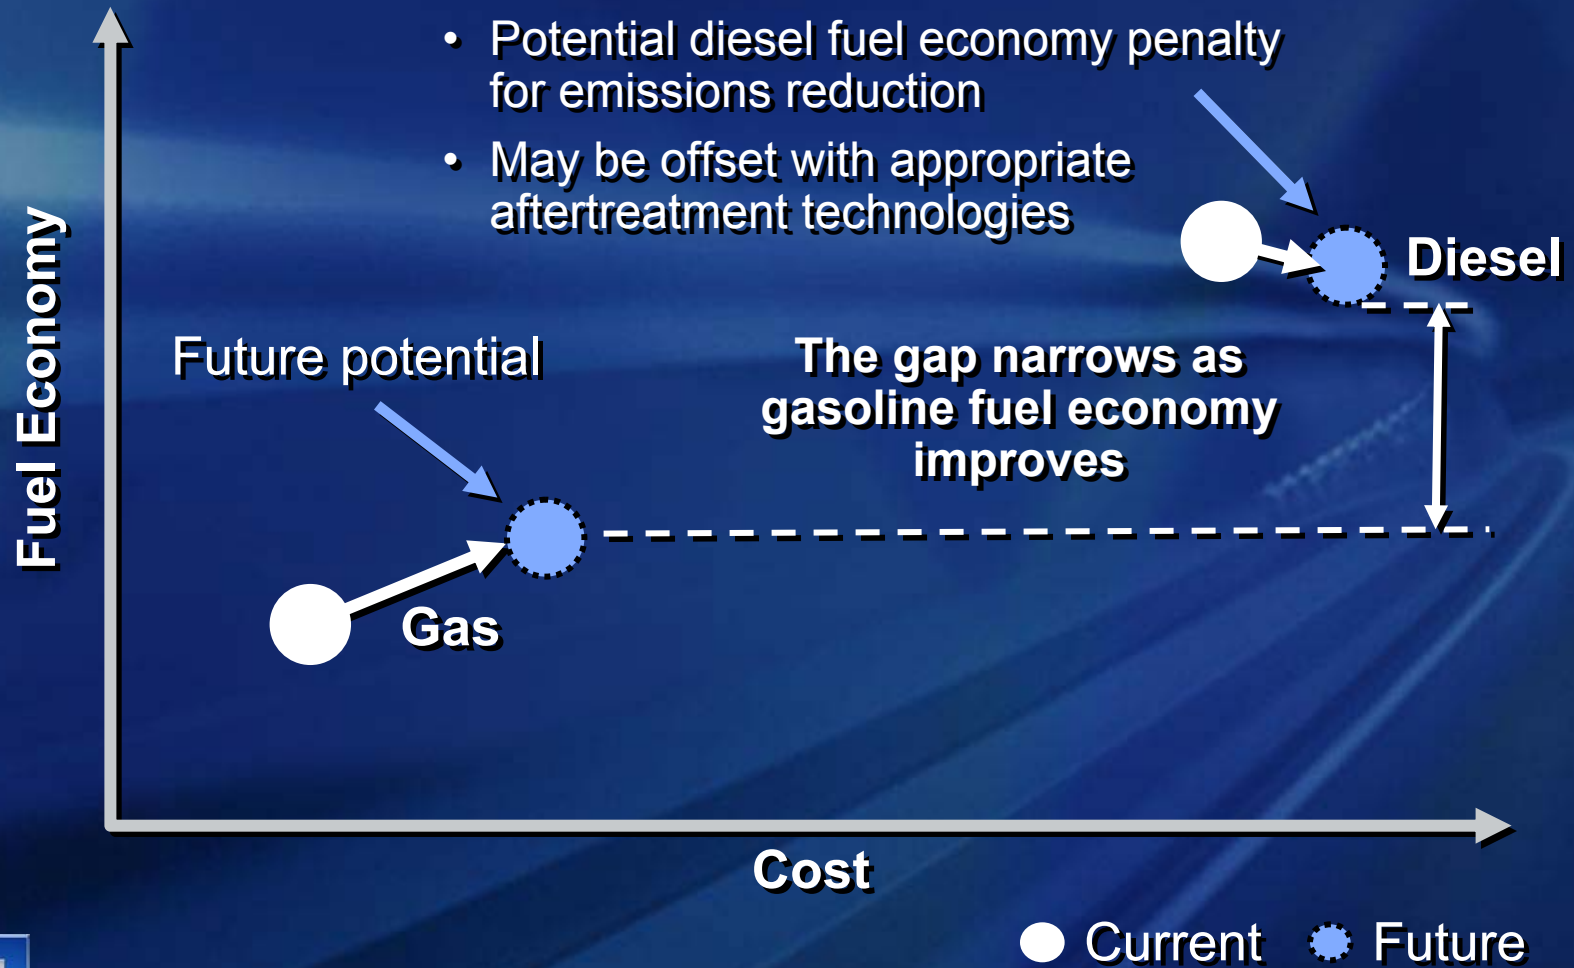 • Potential diesel fuel economy penalty
for emissions reduction
• May be offset with appropriate
aftertreatment technologies
Diesel
Fuel Economy
Future potential
The gap narrows as
gasoline fuel economy
improves
Gas
Cost
Current
Future